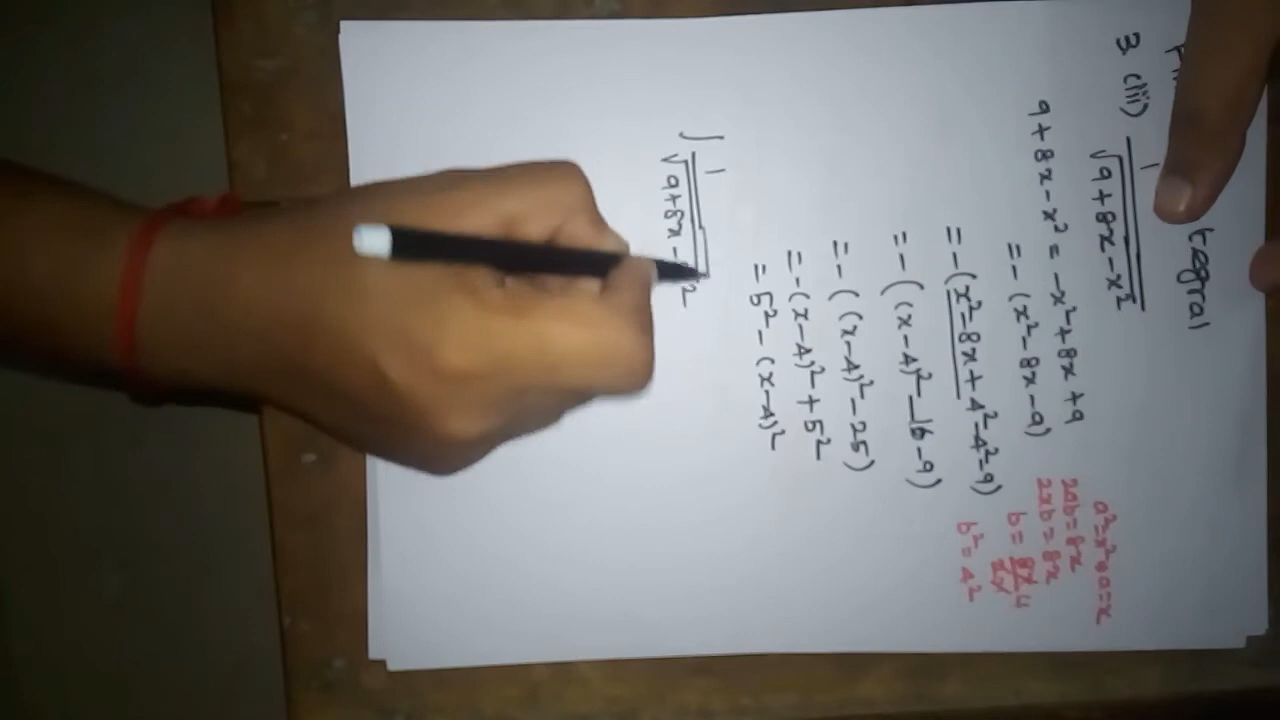 tegral
3 (iii) 1/√9+8x-x²
9+8x-x² = -x²+8x+9
= -(x²-8x-9)
= -(x²-8x+4²-4²-9)
= -((x-4)²-16-9)
= -((x-4)²-25)
= -(x-4)²+5²
= 5²-(x-4)²
∫ 1/√9+8x-
a²=x²⇒a=x
2ab=8x
2xb=8x
b = 8x/2x 4
b² = 4²